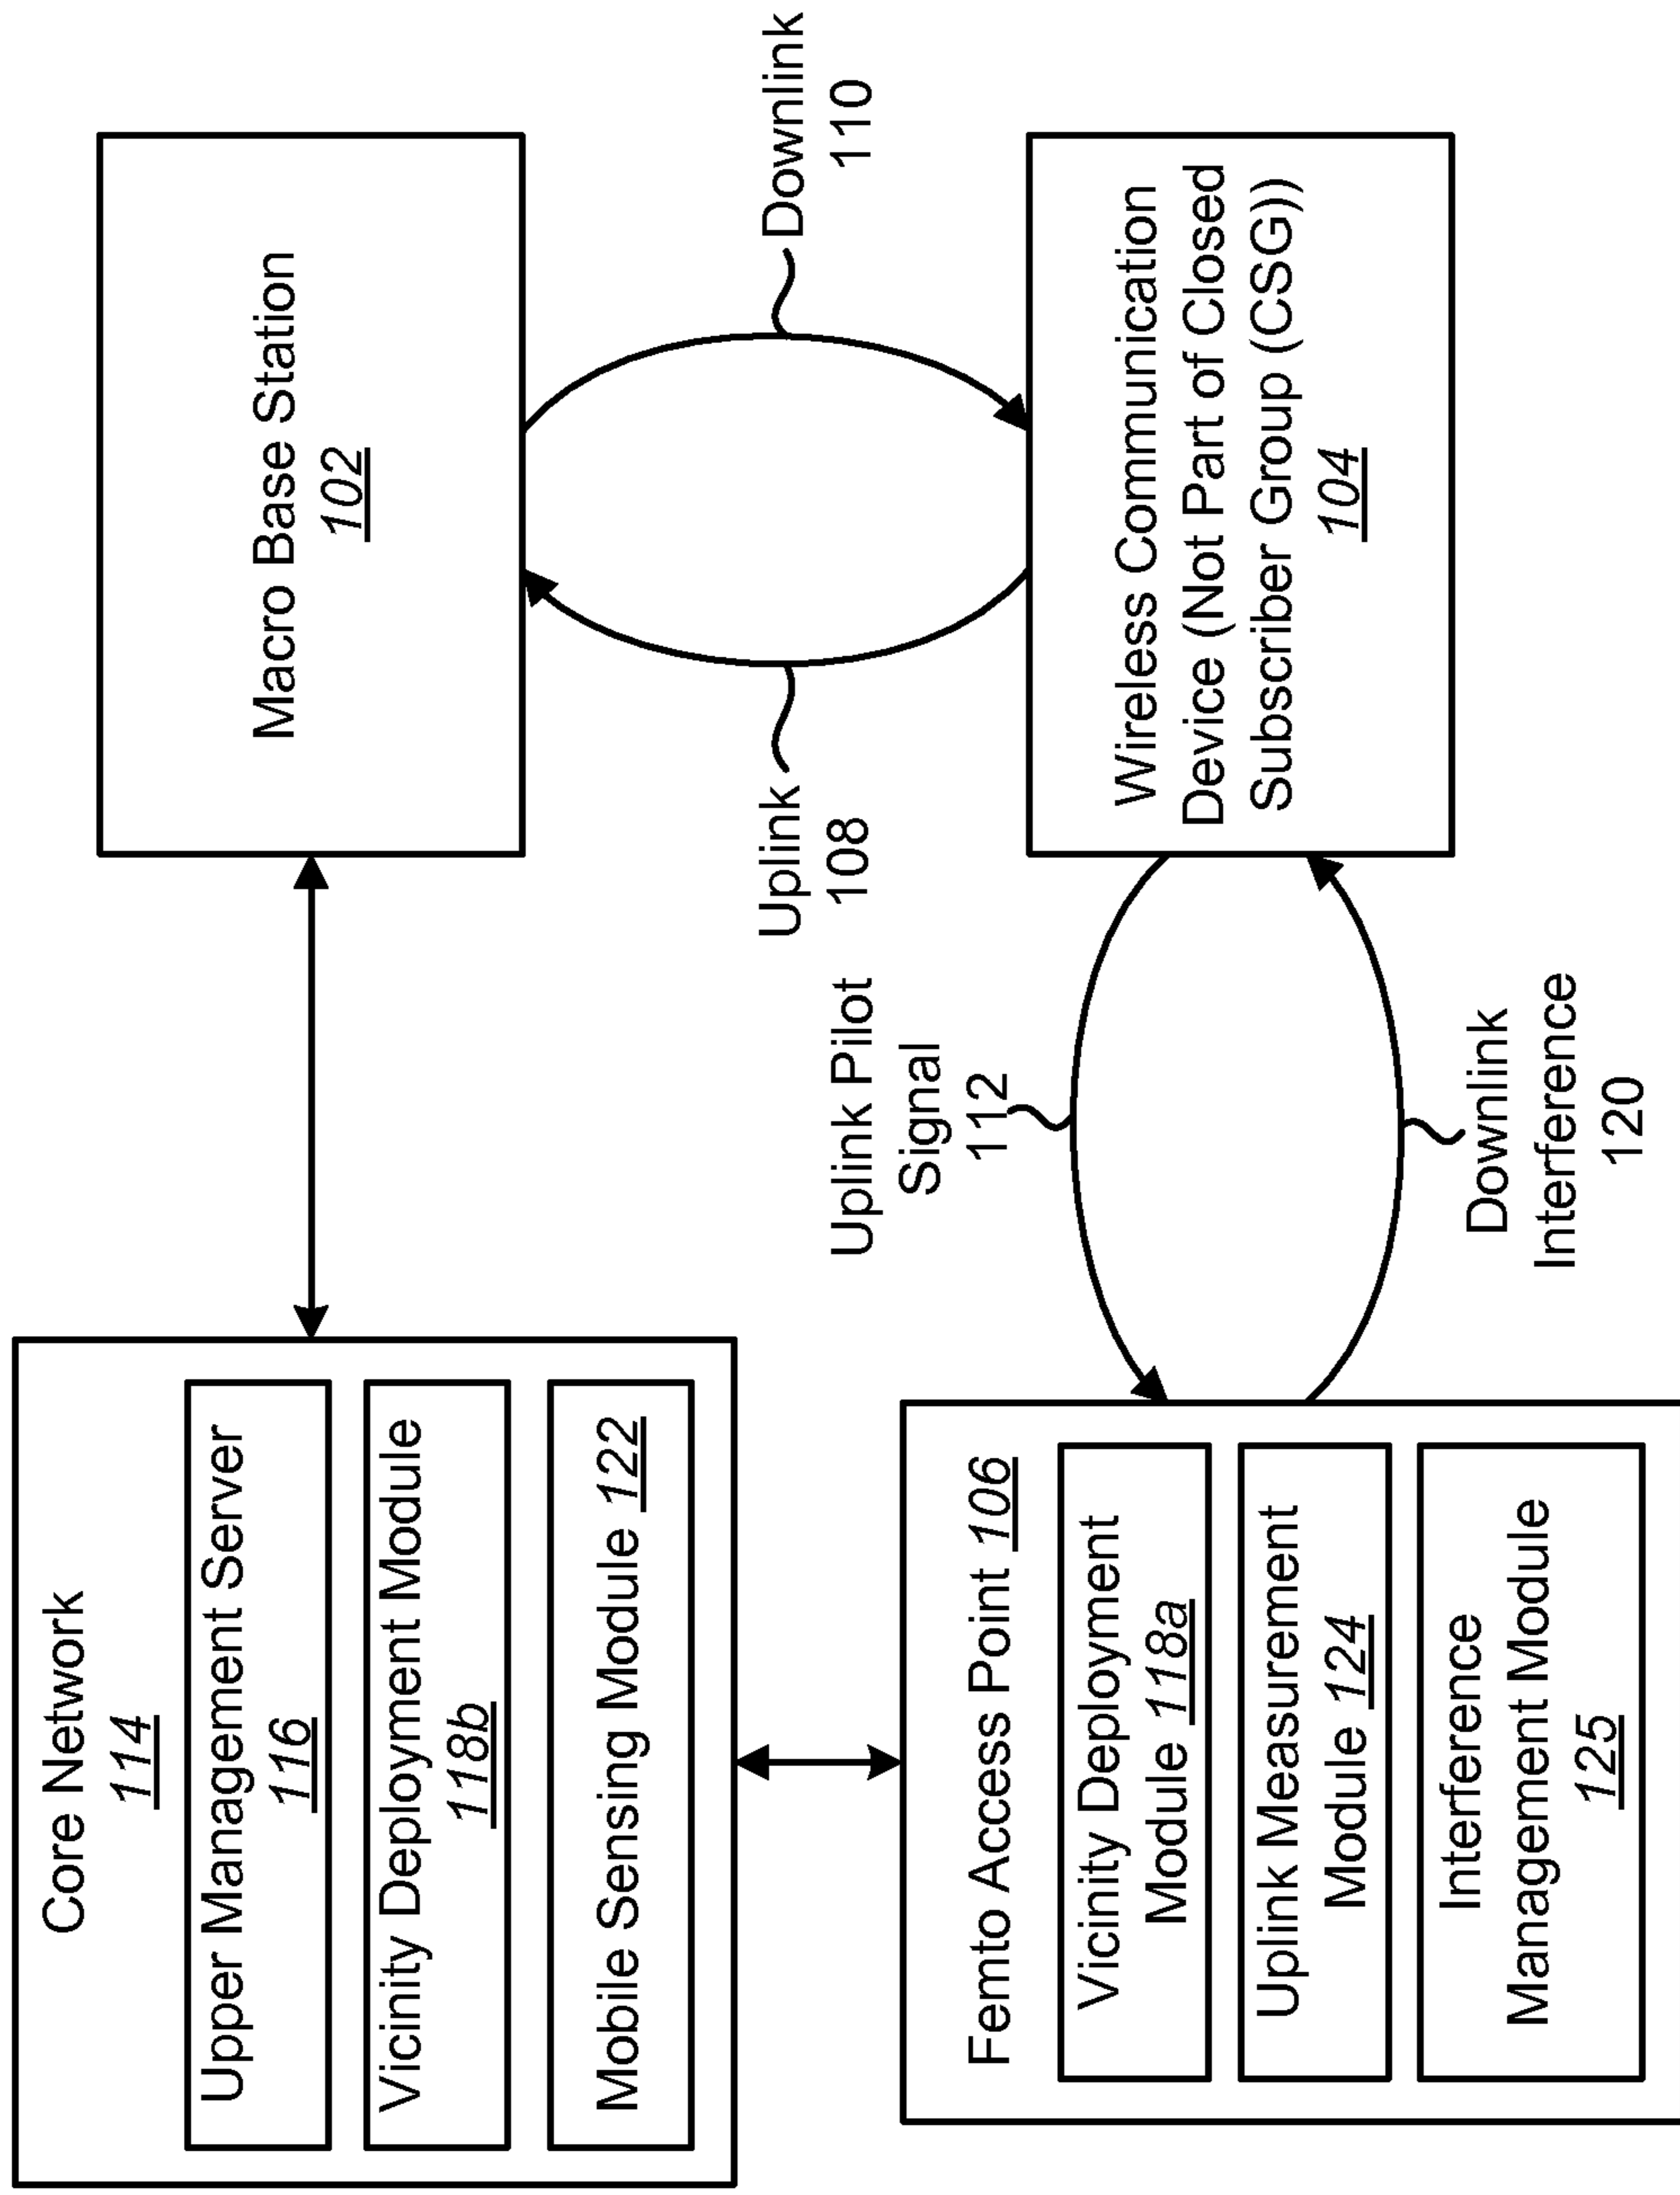 Core Network
114
Upper Management Server
116
Vicinity Deployment Module
118b
Mobile Sensing Module 122
Macro Base Station
102
Uplink
108
Downlink
110
Femto Access Point 106
Vicinity Deployment
Module 118a
Uplink Measurement
Module 124
Interference
Management Module
125
Uplink Pilot
Signal
112
Downlink
Interference
120
Wireless Communication
Device (Not Part of Closed
Subscriber Group (CSG))
104